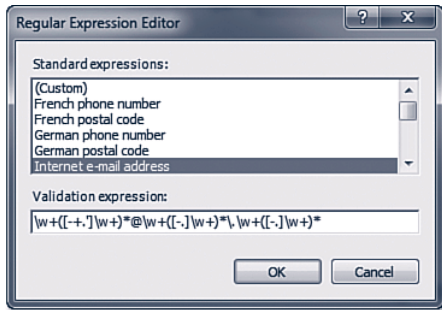 Regular Expression Editor
Standard expressions:
(Custom)
French phone number
French postal code
German phone number
German postal code
Internet e-mail address
Validation expression:
\w+([-+.']\w+)*@\w+([-.]\w+)*\.\w+([-.]\w+)*
OK
Cancel